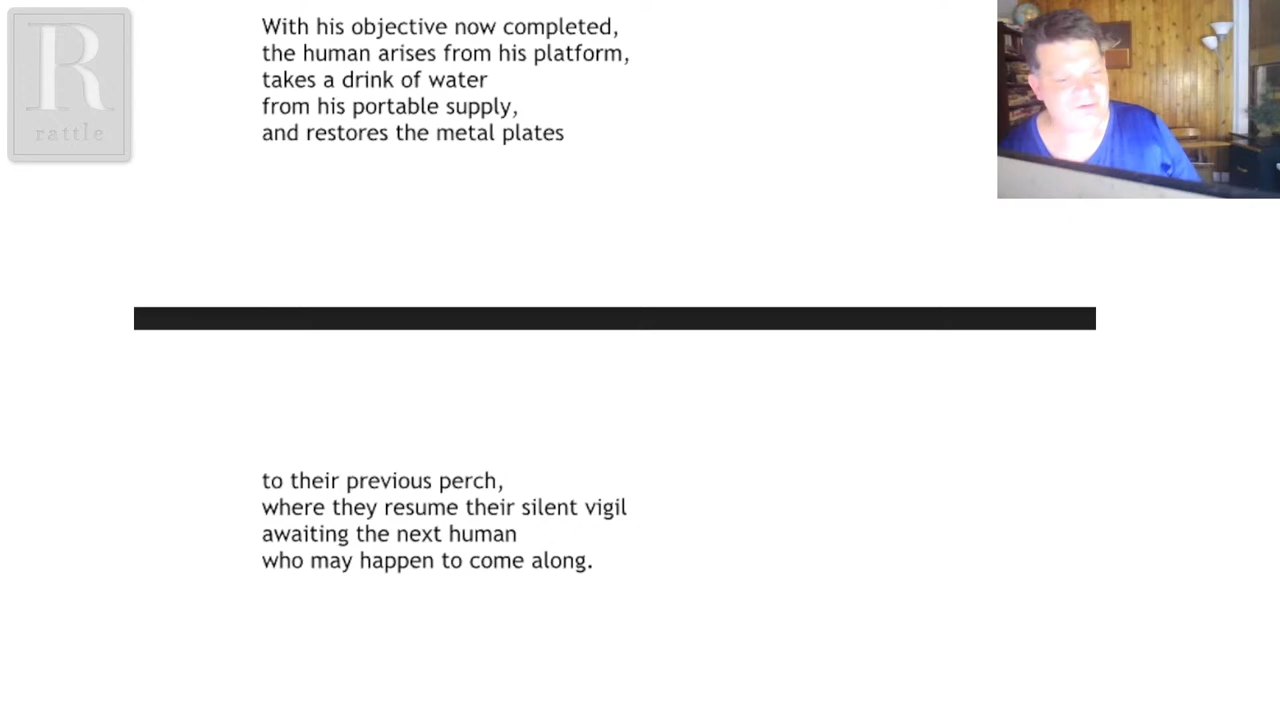 R
rattle
With his objective now completed,
the human arises from his platform,
takes a drink of water
from his portable supply,
and restores the metal plates
to their previous perch,
where they resume their silent vigil
awaiting the next human
who may happen to come along.